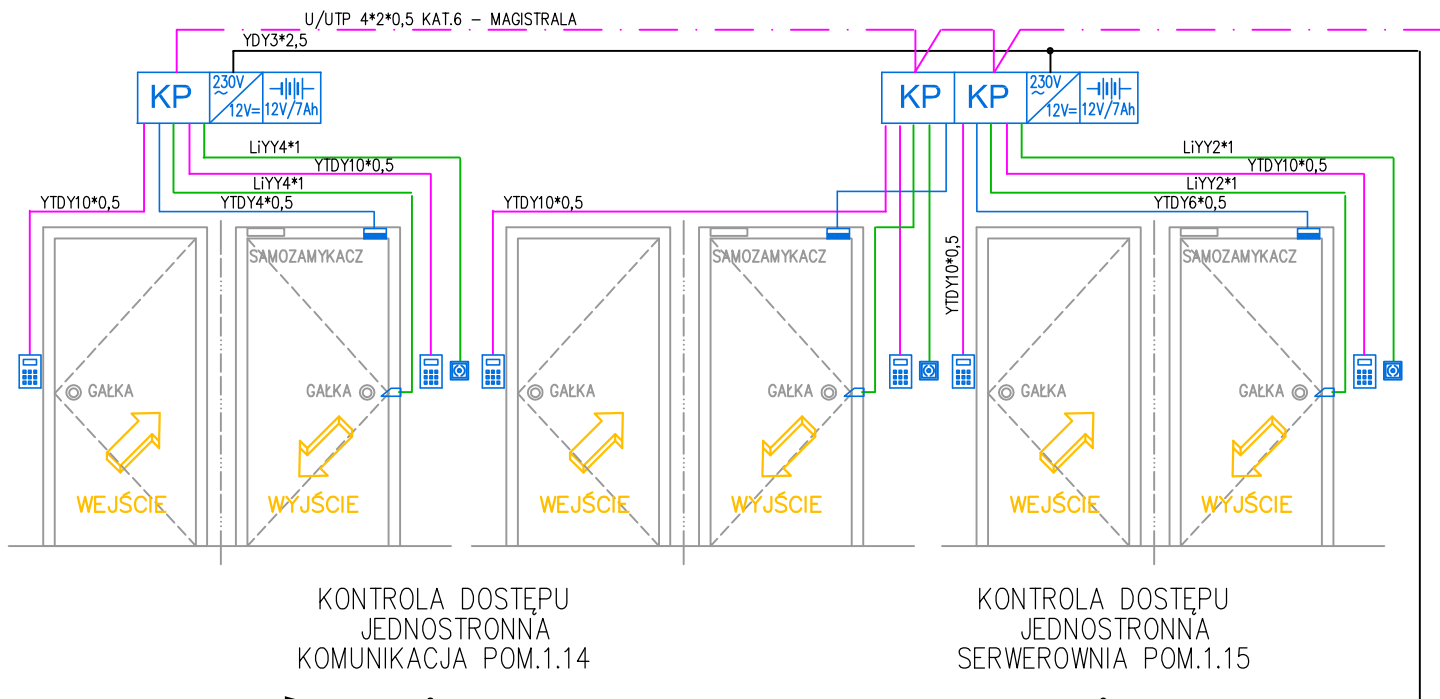 U/UTP 4*2*0,5 KAT.6 – MAGISTRALA
YDY3*2,5
KP 230V ~ 12V= 12V/7Ah
KP KP 230V ~ 12V= 12V/7Ah
LiYY4*1
YTDY10*0,5
LiYY4*1
YTDY10*0,5 YTDY4*0,5
YTDY10*0,5
LiYY2*1
YTDY10*0,5
LiYY2*1
YTDY6*0,5
YTDY10*0,5
SAMOZAMYKACZ SAMOZAMYKACZ SAMOZAMYKACZ
GAŁKA GAŁKA GAŁKA GAŁKA GAŁKA GAŁKA
WEJŚCIE WYJŚCIE WEJŚCIE WYJŚCIE WEJŚCIE WYJŚCIE
KONTROLA DOSTĘPU
JEDNOSTRONNA
KOMUNIKACJA POM.1.14
KONTROLA DOSTĘPU
JEDNOSTRONNA
SERWEROWNIA POM.1.15